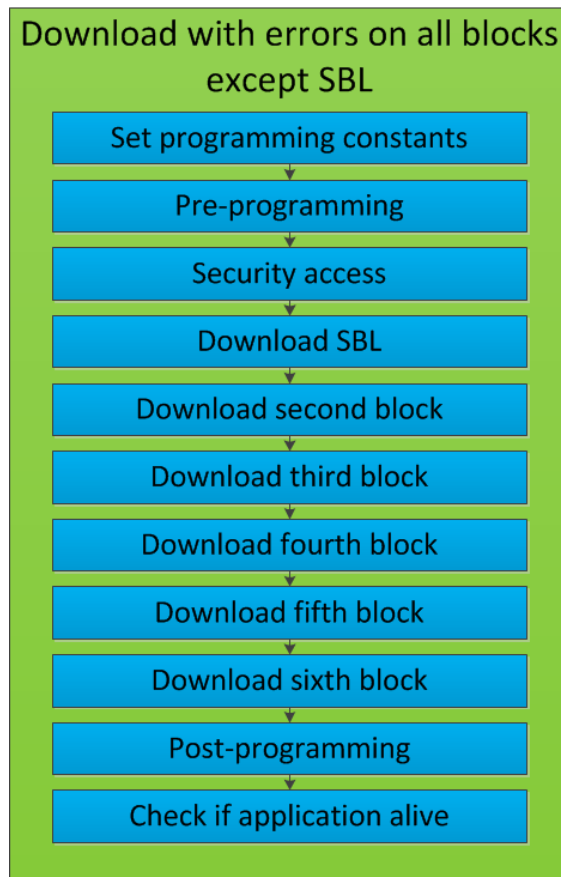 Download with errors on all blocks
except SBL
Set programming constants
Pre-programming
Security access
Download SBL
Download second block
Download third block
Download fourth block
Download fifth block
Download sixth block
Post-programming
Check if application alive